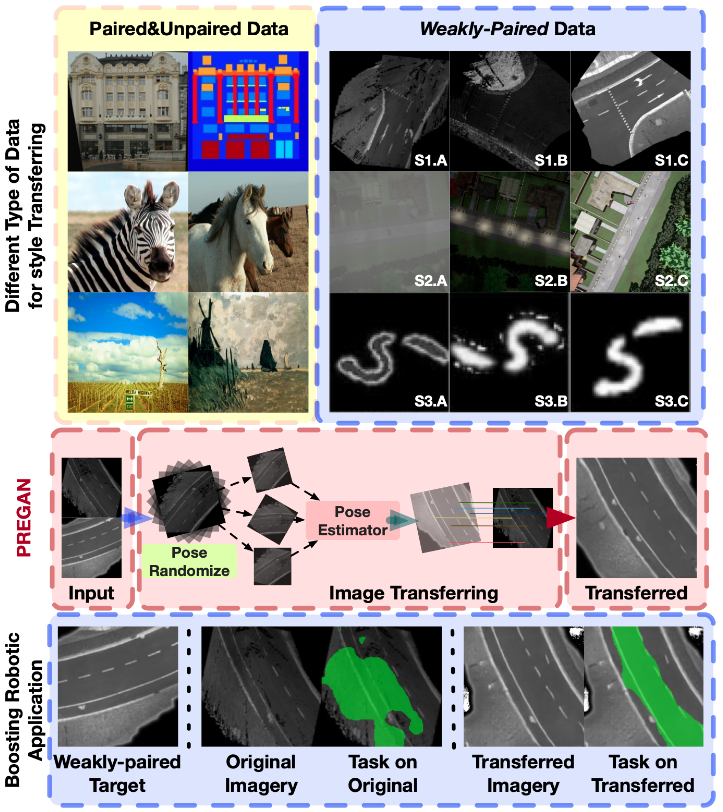 Paired&Unpaired Data
Weakly-Paired Data
Different Type of Data
for style Transferring
S1.A
S1.B
S1.C
S2.A
S2.B
S2.C
S3.A
S3.B
S3.C
PREGAN
Input
Pose
Randomize
Pose
Estimator
Image Transferring
Transferred
Boosting Robotic
Application
Weakly-paired
Target
Original
Imagery
Task on
Original
Transferred
Imagery
Task on
Transferred